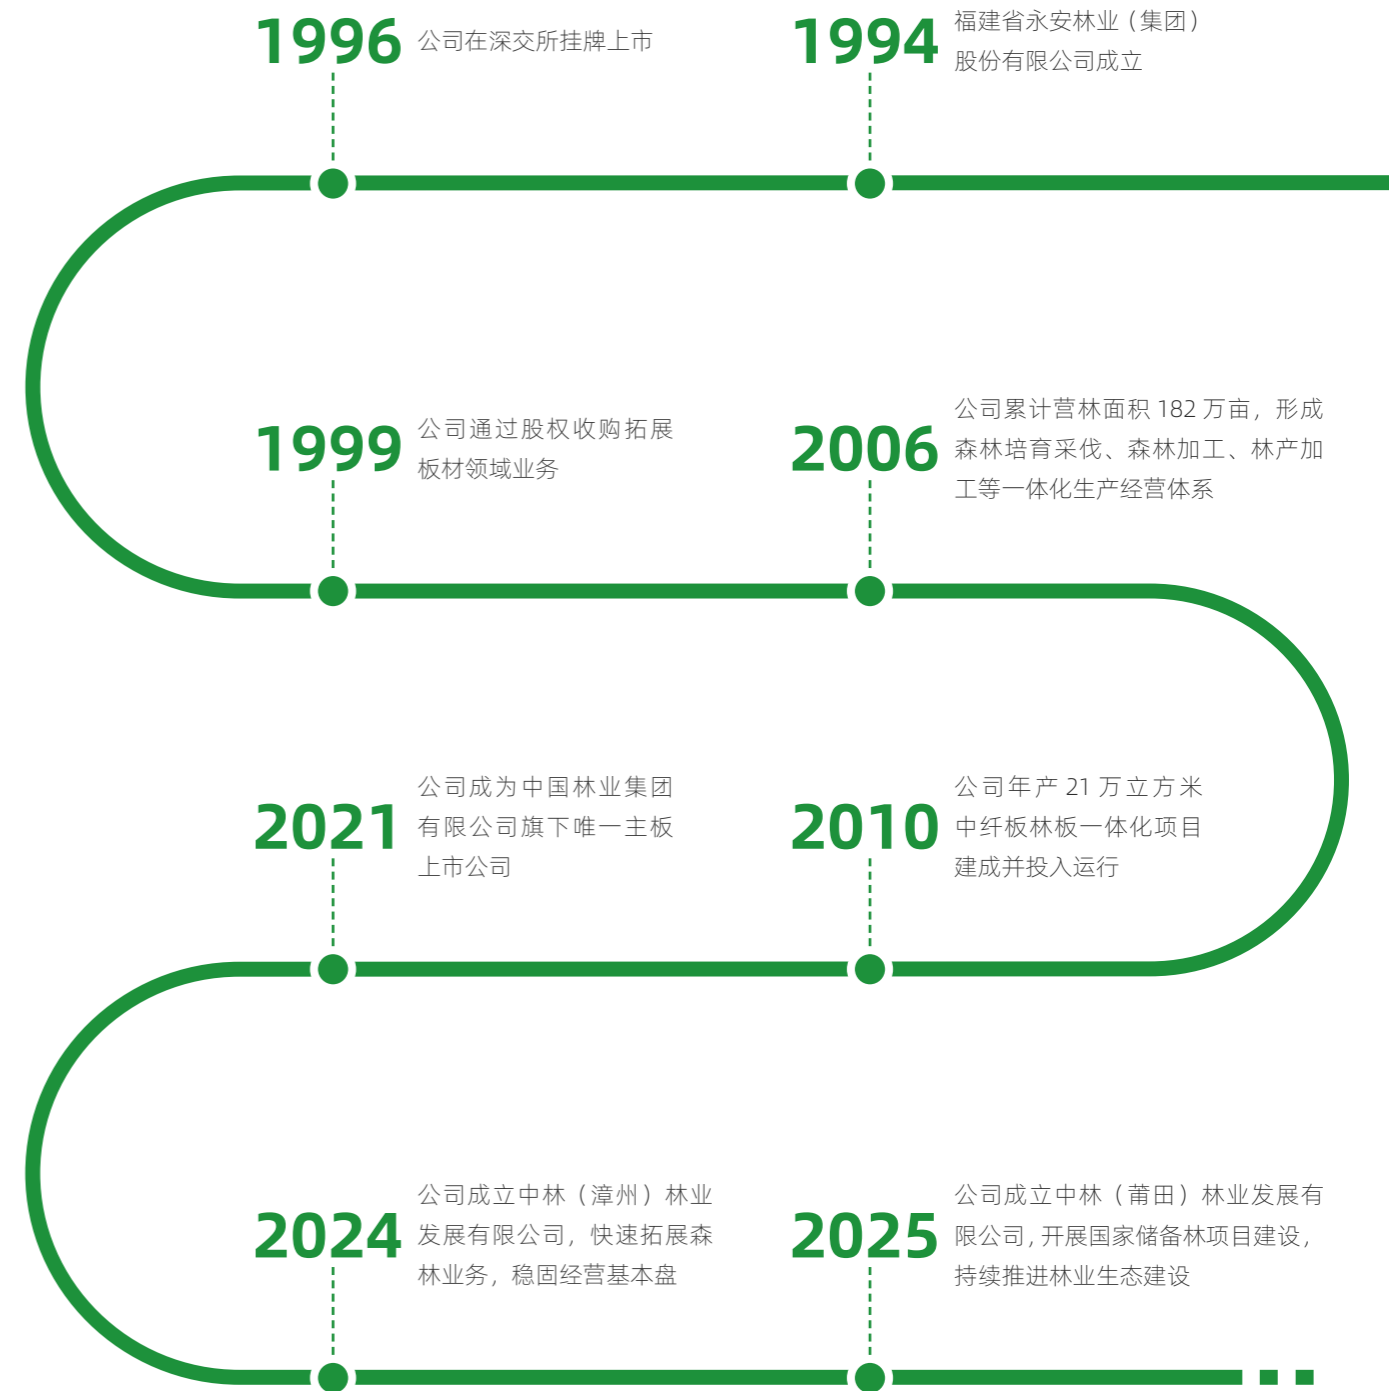 1996
公司在深交所挂牌上市
1994
福建省永安林业（集团）
股份有限公司成立
1999
公司通过股权收购拓展
板材领域业务
2006
公司累计营林面积 182 万亩，形成
森林培育采伐、森林加工、林产加
工等一体化生产经营体系
2021
公司成为中国林业集团
有限公司旗下唯一主板
上市公司
2010
公司年产 21 万立方米
中纤板林板一体化项目
建成并投入运行
2024
公司成立中林（漳州）林业
发展有限公司，快速拓展森
林业务，稳固经营基本盘
2025
公司成立中林（莆田）林业发展有
限公司，开展国家储备林项目建设，
持续推进林业生态建设